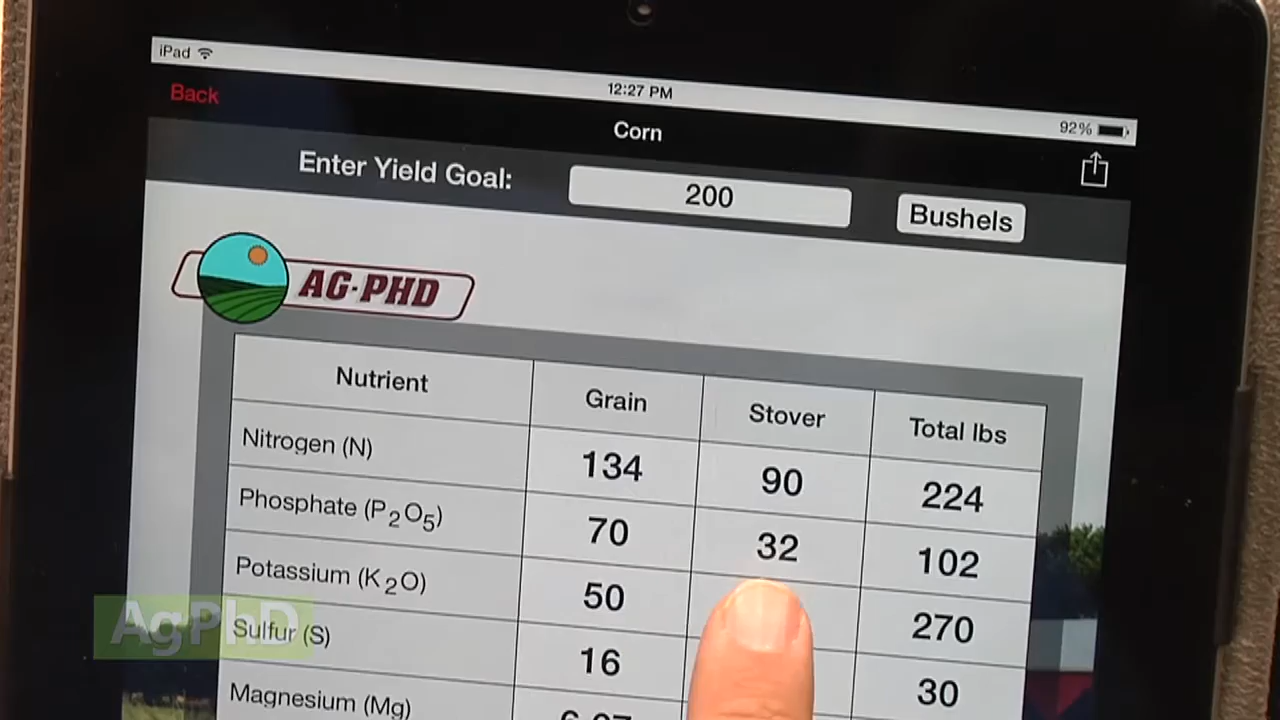 iPad
12:27 PM
92%
Back
Corn
Enter Yield Goal: 200 Bushels
AG·PHD
Nutrient Grain Stover Total lbs
Nitrogen (N) 134 90 224
Phosphate (P2O5) 70 32 102
Potassium (K2O) 50 270
Sulfur (S) 16 30
Magnesium (Mg)
AgPhD